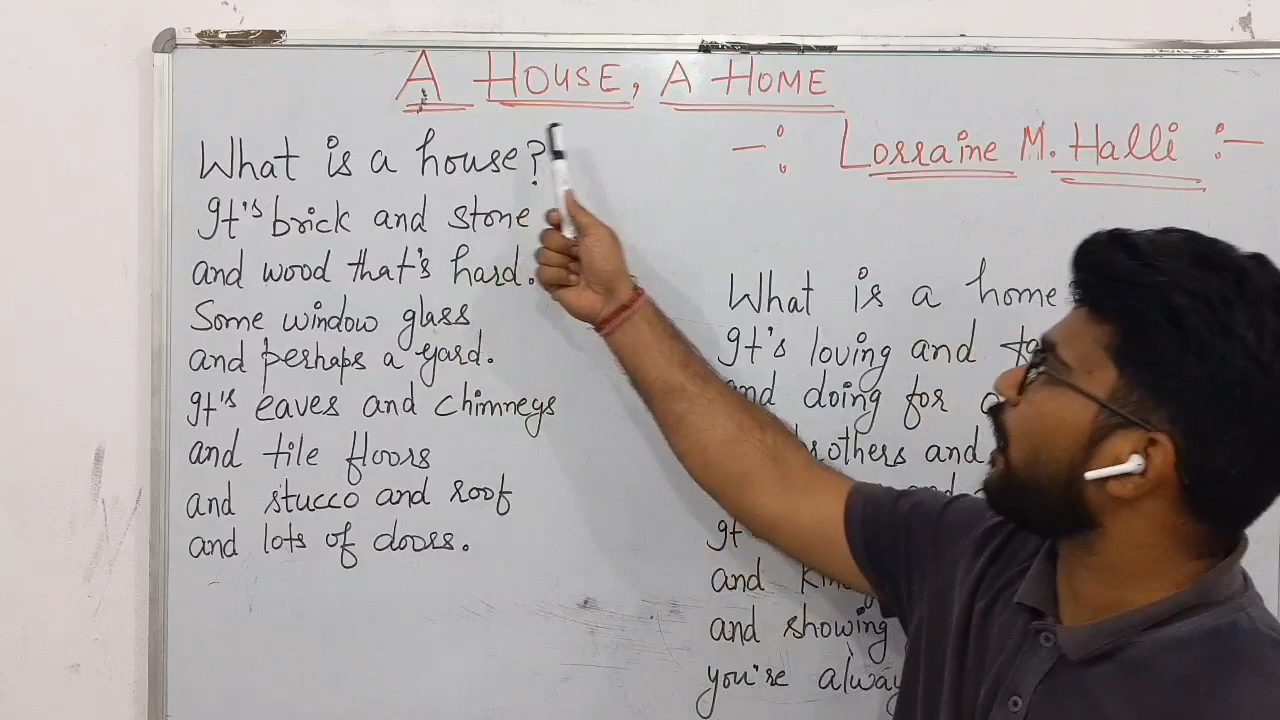 A HOUSE, A HOME
-: Lorraine M. Halli :-
What is a house?
It's brick and stone
and wood that's hard.
Some window glass
and perhaps a yard.
It's eaves and chimneys
and tile floors
and stucco and roof
and lots of doors.
What is a home
It's loving and
and doing for
and
and
and showing
you're